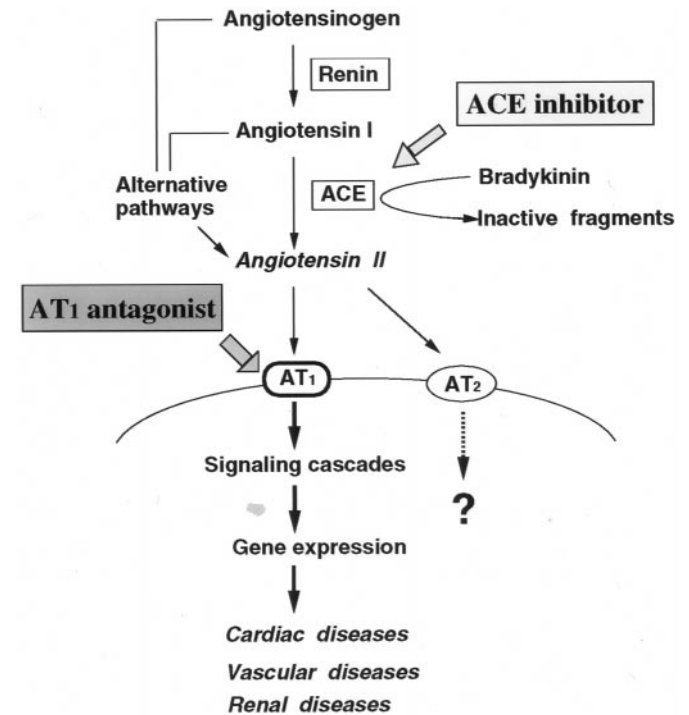 Angiotensinogen
Renin
ACE inhibitor
Angiotensin I
Alternative
pathways
ACE
Bradykinin
Inactive fragments
Angiotensin II
AT1 antagonist
AT1
AT2
Signaling cascades
?
Gene expression
Cardiac diseases
Vascular diseases
Renal diseases